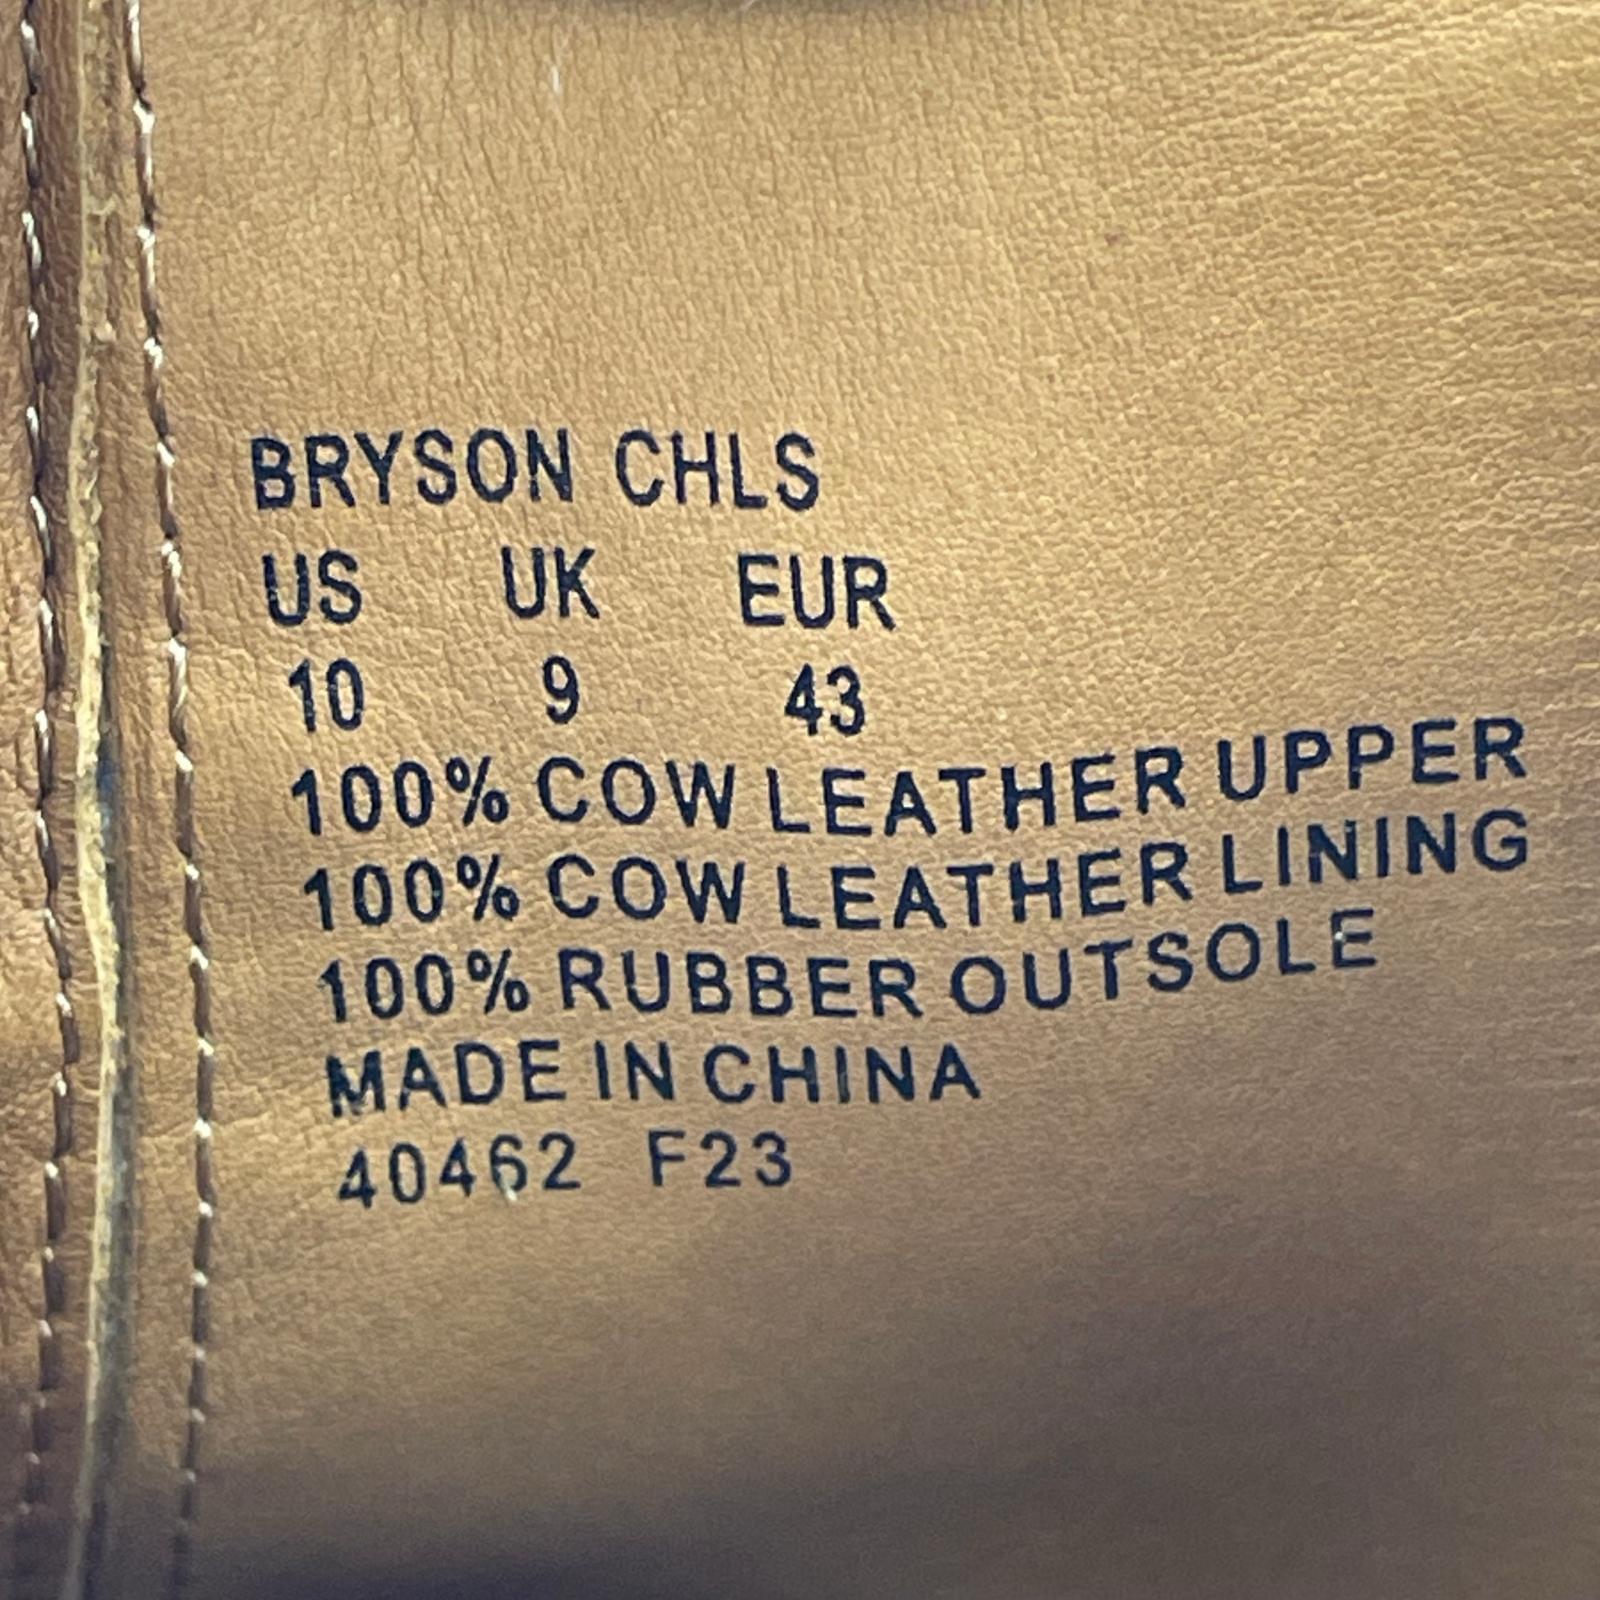 BRYSON CHLS
US UK EUR
10 9 43
100% COW LEATHER UPPER
100% COW LEATHER LINING
100% RUBBER OUTSOLE
MADE IN CHINA
40462 F23